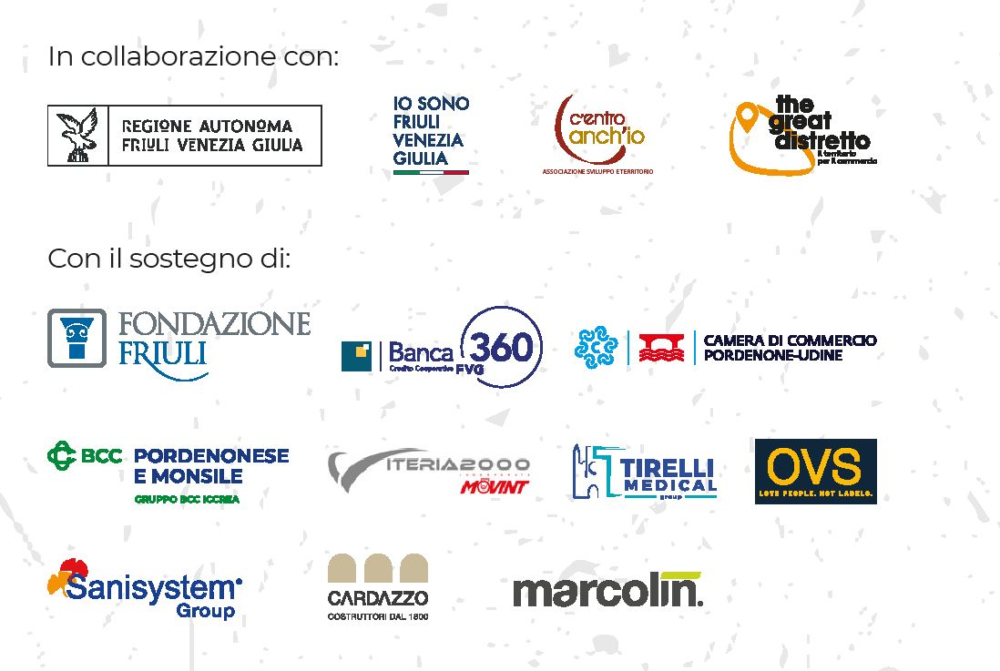 In collaborazione con:
REGIONE AUTONOMA
FRIULI VENEZIA GIULIA
IO SONO
FRIULI
VENEZIA
GIULIA
c'entro
anch'io
ASSOCIAZIONE SVILUPPO E TERRITORIO
the
great
distretto
il territorio
per il commercio
Con il sostegno di:
FONDAZIONE
FRIULI
Banca 360
Credito Cooperativo FVG
CAMERA DI COMMERCIO
PORDENONE-UDINE
BCC PORDENONESE
E MONSILE
GRUPPO BCC ICCREA
VITERIA2000
MOVINT
TIRELLI
MEDICAL
group
OVS
LOVE PEOPLE. NOT LABELS.
Sanisystem
Group
CARDAZZO
COSTRUTTORI DAL 1800
marcolin.